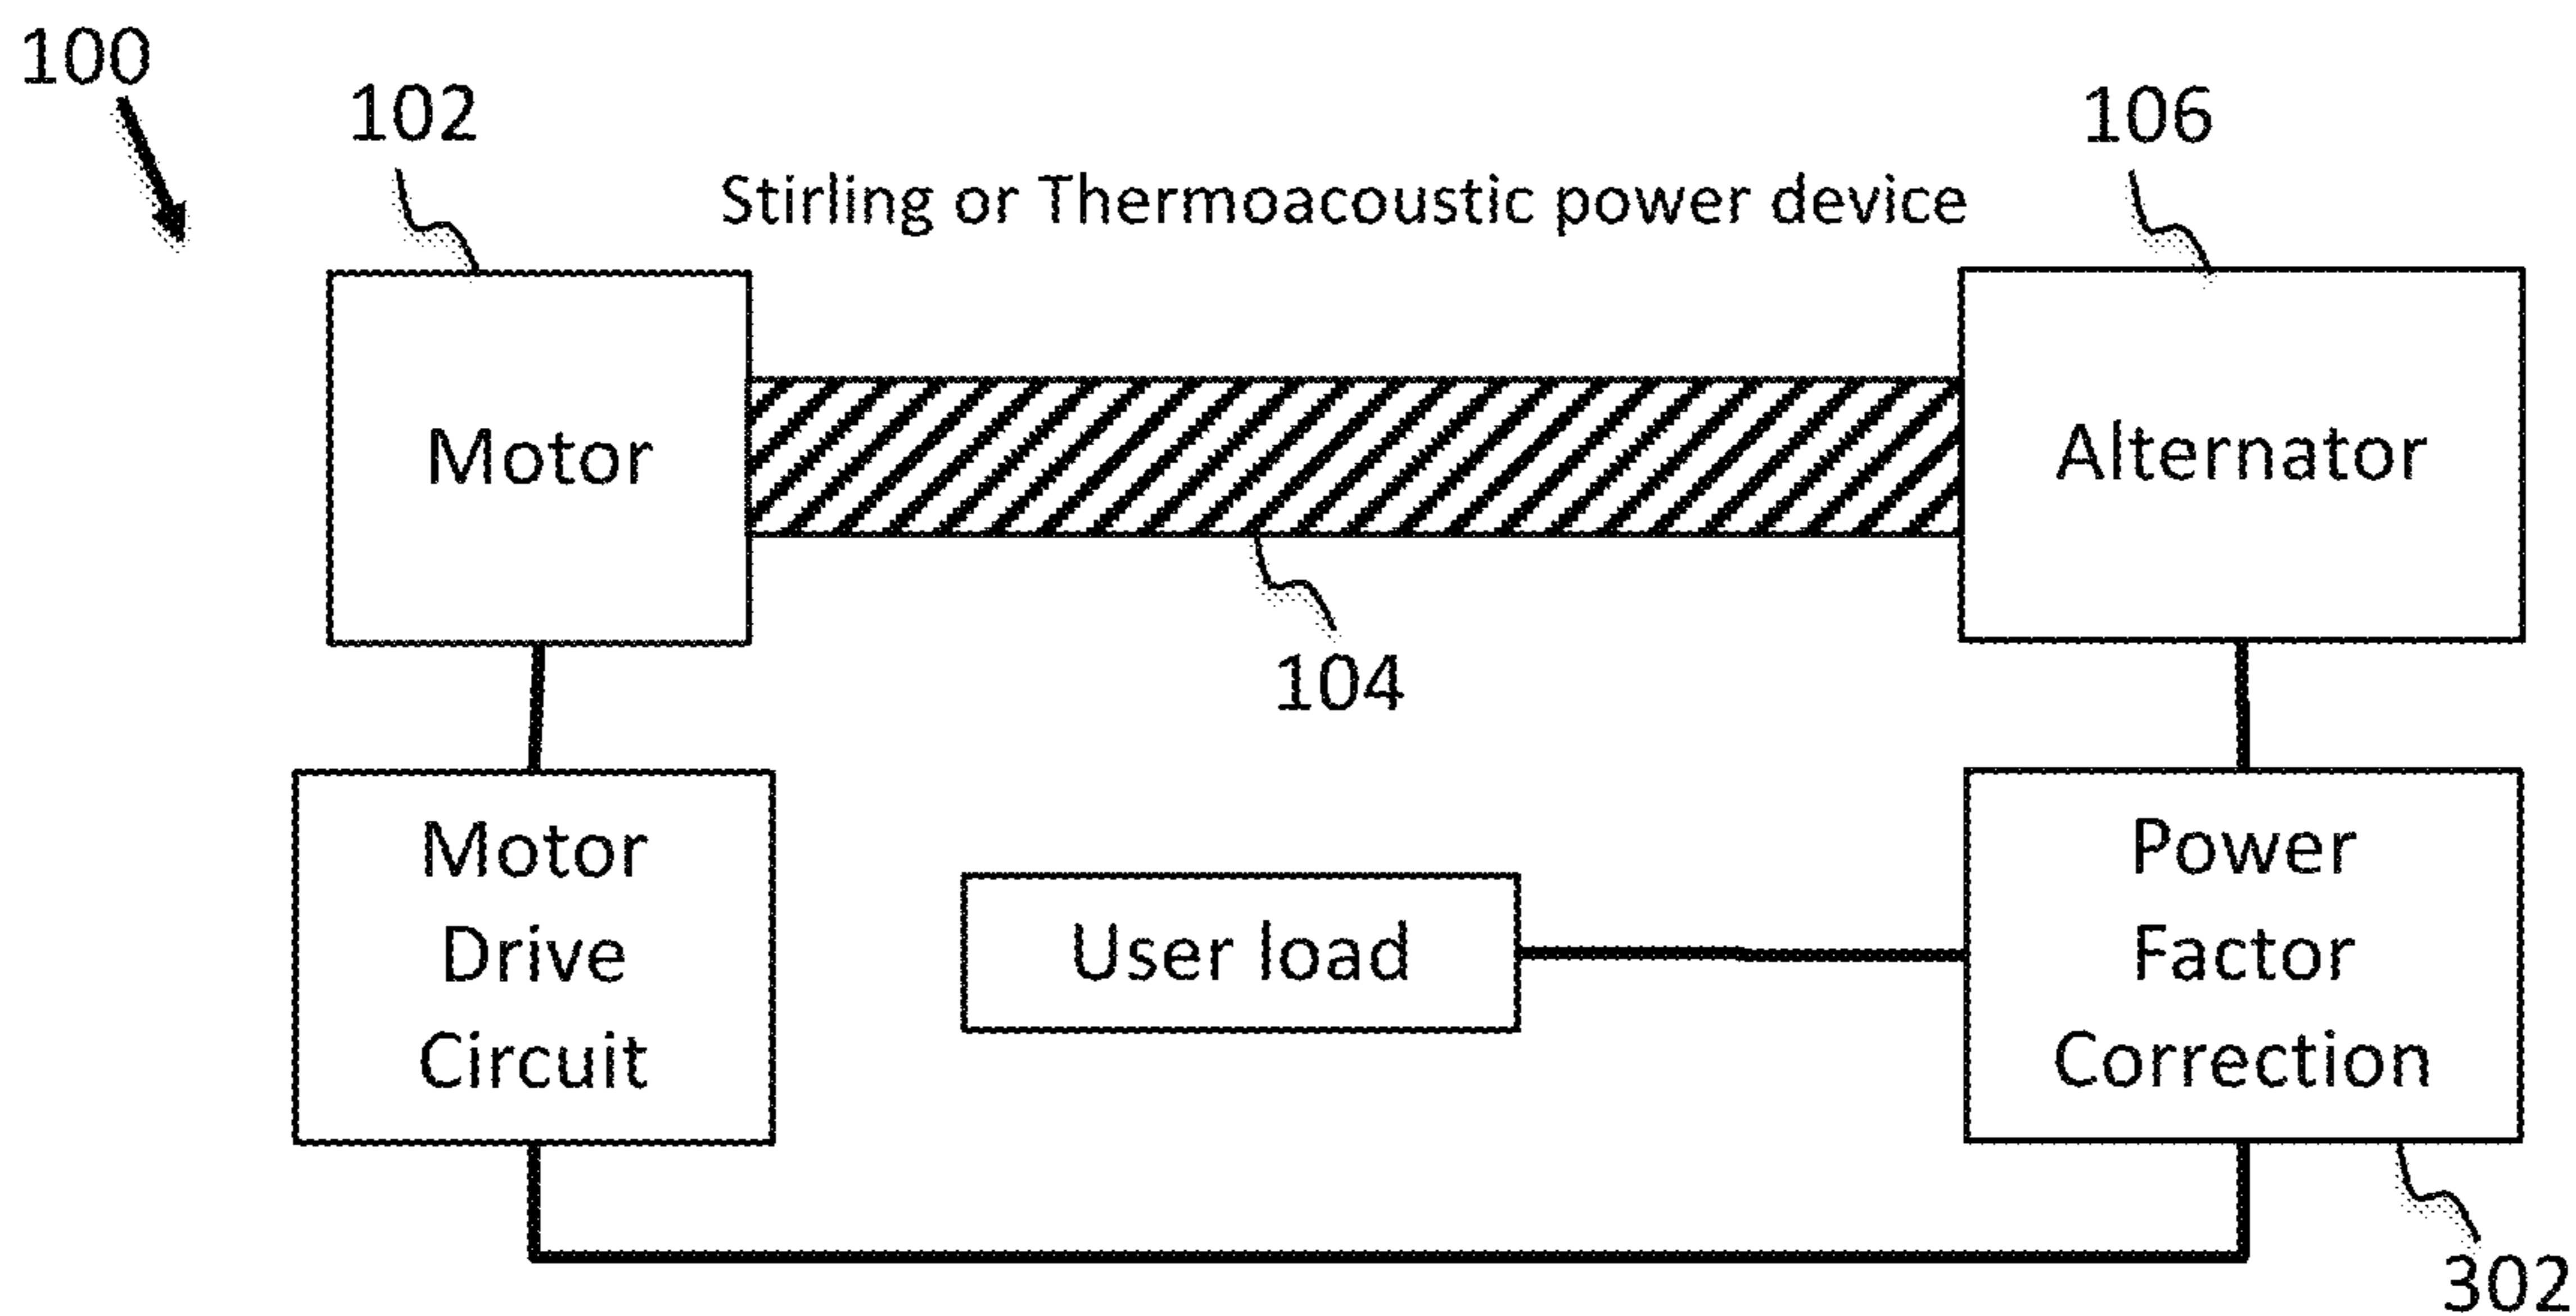 100
102
106
Stirling or Thermoacoustic power device
Motor
Alternator
104
Motor
Drive
Circuit
User load
Power
Factor
Correction
302